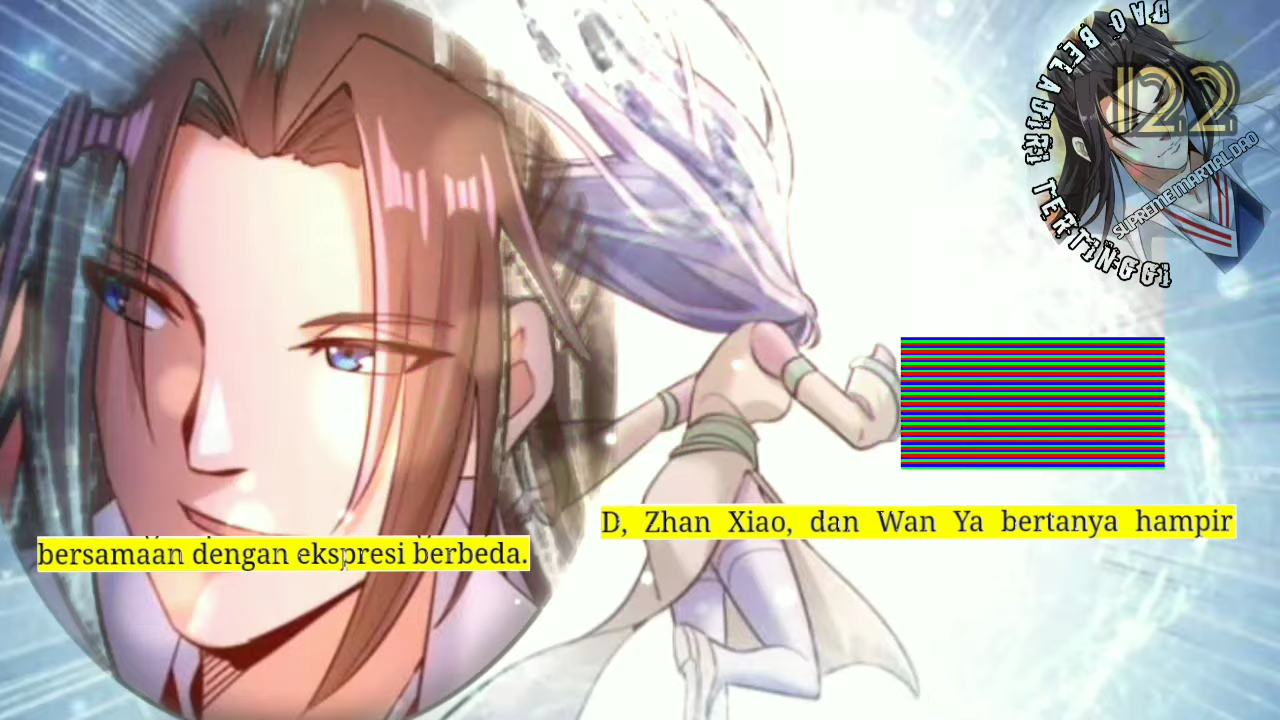 DAO BELADIRI TERTINGGI
122
SUPREME MARTIAL DAO
D, Zhan Xiao, dan Wan Ya bertanya hampir
bersamaan dengan ekspresi berbeda.